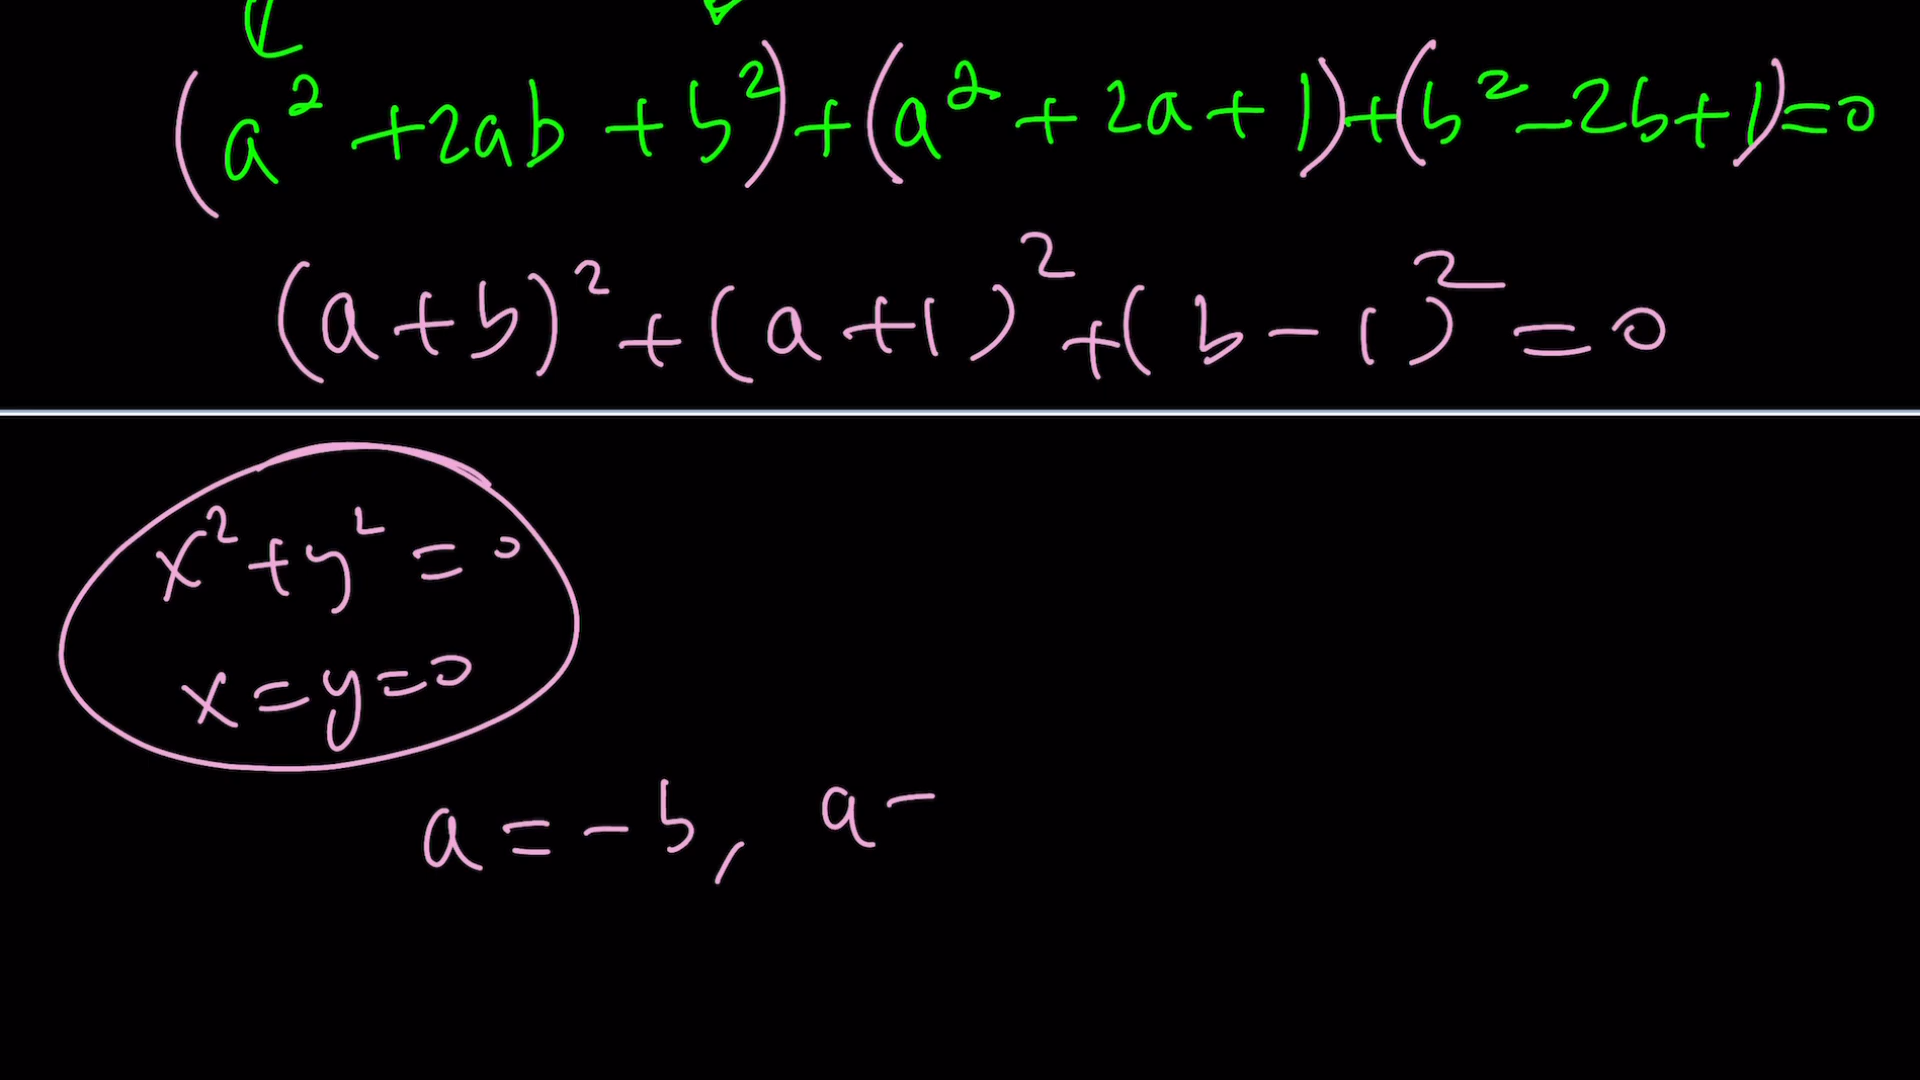 (a² + 2ab + b²) + (a² + 2a + 1) + (b² - 2b + 1) = 0
(a + b)² + (a + 1)² + (b - 1)² = 0
x² + y² = 0
x = y = 0
a = -b, a -